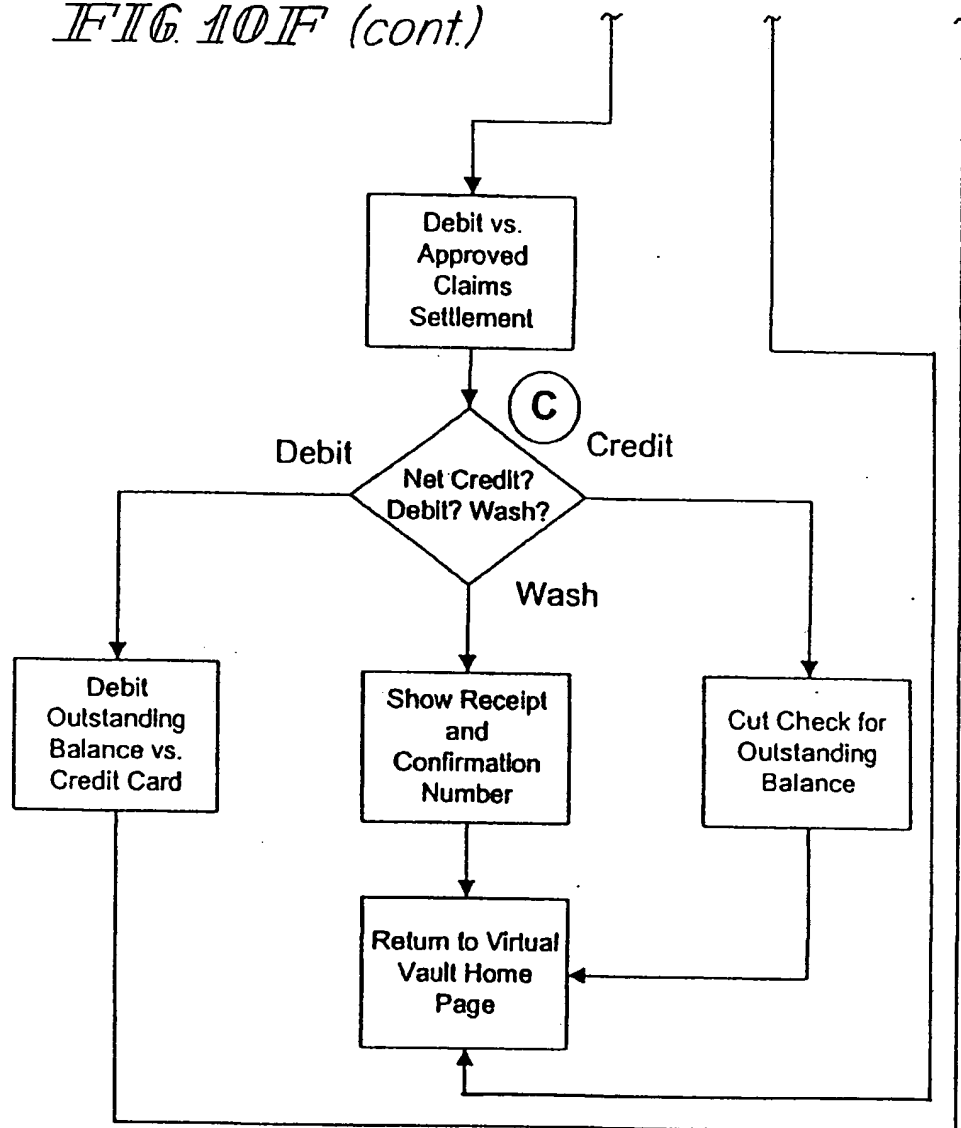 FIG. 10F (cont.)
Debit vs.
Approved
Claims
Settlement
C
Debit
Credit
Net Credit?
Debit? Wash?
Wash
Debit
Outstanding
Balance vs.
Credit Card
Show Receipt
and
Confirmation
Number
Cut Check for
Outstanding
Balance
Return to Virtual
Vault Home
Page